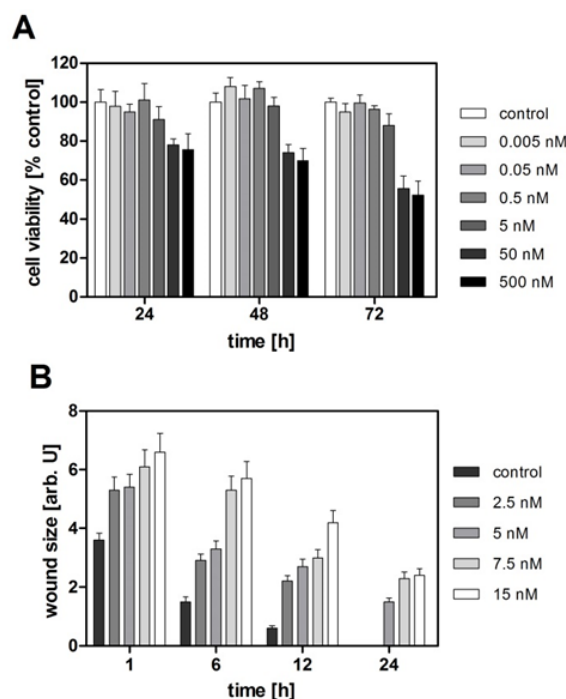 A
cell viability [% control]
120
100
80
60
40
20
0
24 48 72
time [h]
control
0.005 nM
0.05 nM
0.5 nM
5 nM
50 nM
500 nM
B
wound size [arb. U]
8
6
4
2
0
1 6 12 24
time [h]
control
2.5 nM
5 nM
7.5 nM
15 nM